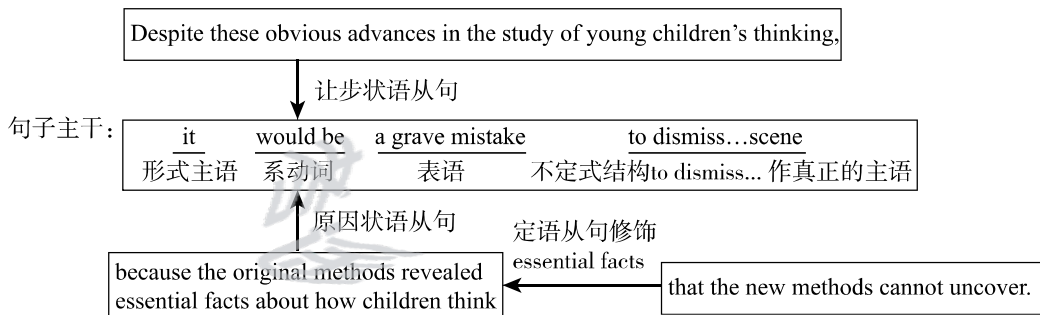 Despite these obvious advances in the study of young children's thinking,
让步状语从句
句子主干：
it would be a grave mistake to dismiss…scene
形式主语 系动词 表语 不定式结构to dismiss... 作真正的主语
原因状语从句
定语从句修饰
essential facts
because the original methods revealed
essential facts about how children think
that the new methods cannot uncover.